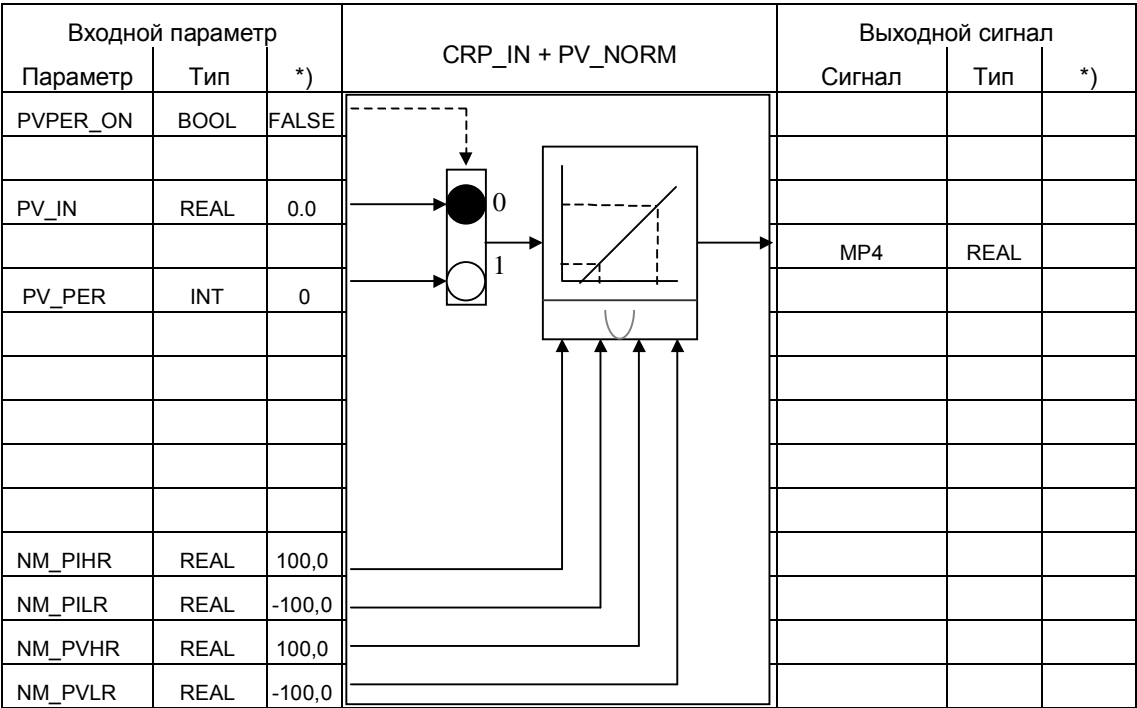 Входной параметр CRP_IN + PV_NORM Выходной сигнал
Параметр Тип *) Сигнал Тип *)
PVPER_ON BOOL FALSE
PV_IN REAL 0.0 0
MP4 REAL
1
PV_PER INT 0
NM_PIHR REAL 100,0
NM_PILR REAL -100,0
NM_PVHR REAL 100,0
NM_PVLR REAL -100,0